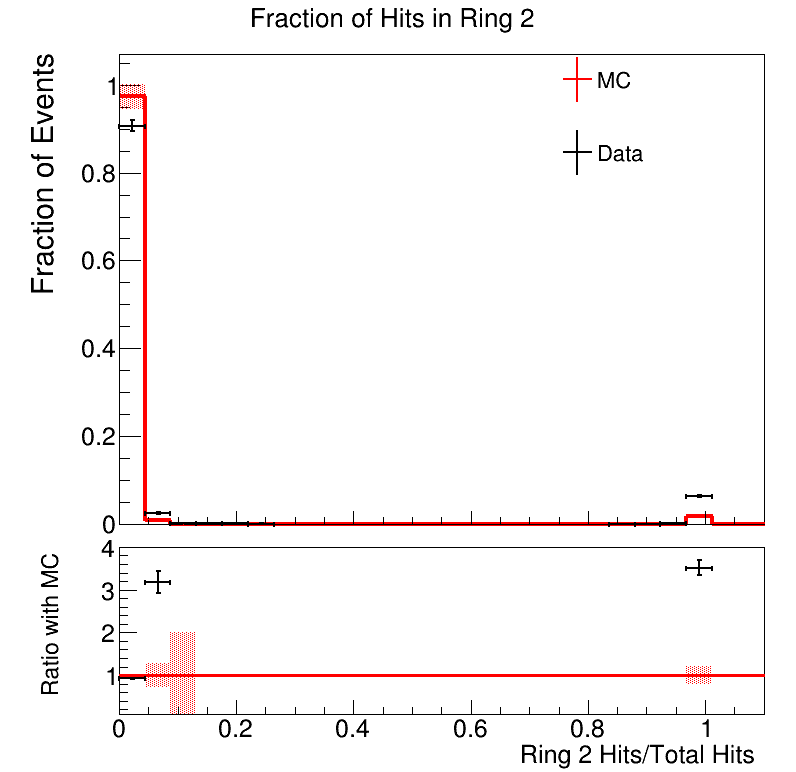 Fraction of Hits in Ring 2
Fraction of Events
1
0.8
0.6
0.4
0.2
0
MC
Data
Ratio with MC
4
3
2
1
0 0.2 0.4 0.6 0.8 1
Ring 2 Hits/Total Hits